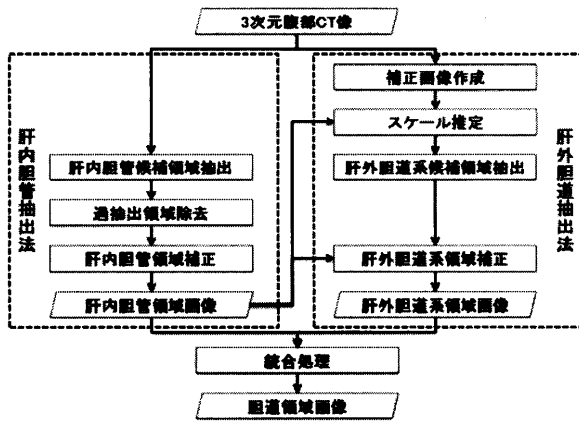 3次元腹部CT像
肝内胆管抽出法
肝内胆管候補領域抽出
過抽出領域除去
肝内胆管領域補正
肝内胆管領域画像
補正画像作成
スケール推定
肝外胆道系候補領域抽出
肝外胆道系領域補正
肝外胆道系領域画像
肝外胆道抽出法
統合処理
胆道領域画像